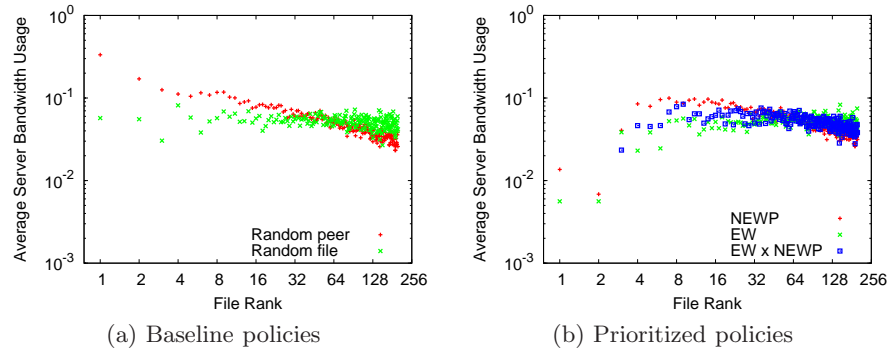 Average Server Bandwidth Usage
10^0
10^-1
10^-2
10^-3
Random peer
Random file
1 2 4 8 16 32 64 128 256
File Rank
(a) Baseline policies
Average Server Bandwidth Usage
10^0
10^-1
10^-2
10^-3
NEWP
EW
EW x NEWP
1 2 4 8 16 32 64 128 256
File Rank
(b) Prioritized policies